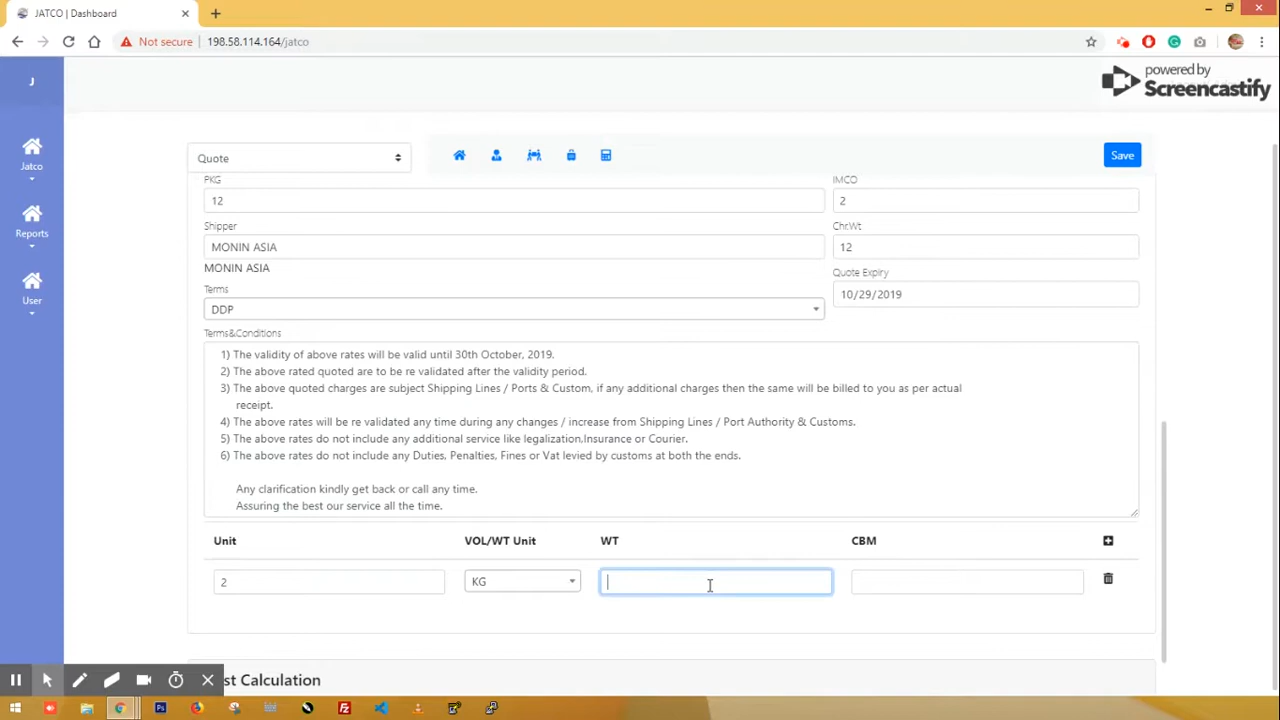 JATCO | Dashboard
Not secure
198.58.114.164/jatco
J
powered by
Screencastify
Jatco
Reports
User
Quote
Save
PKG
IMCO
12
2
Shipper
Chr.Wt
MONIN ASIA
12
MONIN ASIA
Quote Expiry
Terms
10/29/2019
DDP
Terms&Conditions
1) The validity of above rates will be valid until 30th October, 2019.
2) The above rated quoted are to be re validated after the validity period.
3) The above quoted charges are subject Shipping Lines / Ports & Custom, if any additional charges then the same will be billed to you as per actual
receipt.
4) The above rates will be re validated any time during any changes / increase from Shipping Lines / Port Authority & Customs.
5) The above rates do not include any additional service like legalization.Insurance or Courier.
6) The above rates do not include any Duties, Penalties, Fines or Vat levied by customs at both the ends.
Any clarification kindly get back or call any time.
Assuring the best our service all the time.
Unit
VOL/WT Unit
WT
CBM
2
KG
st Calculation